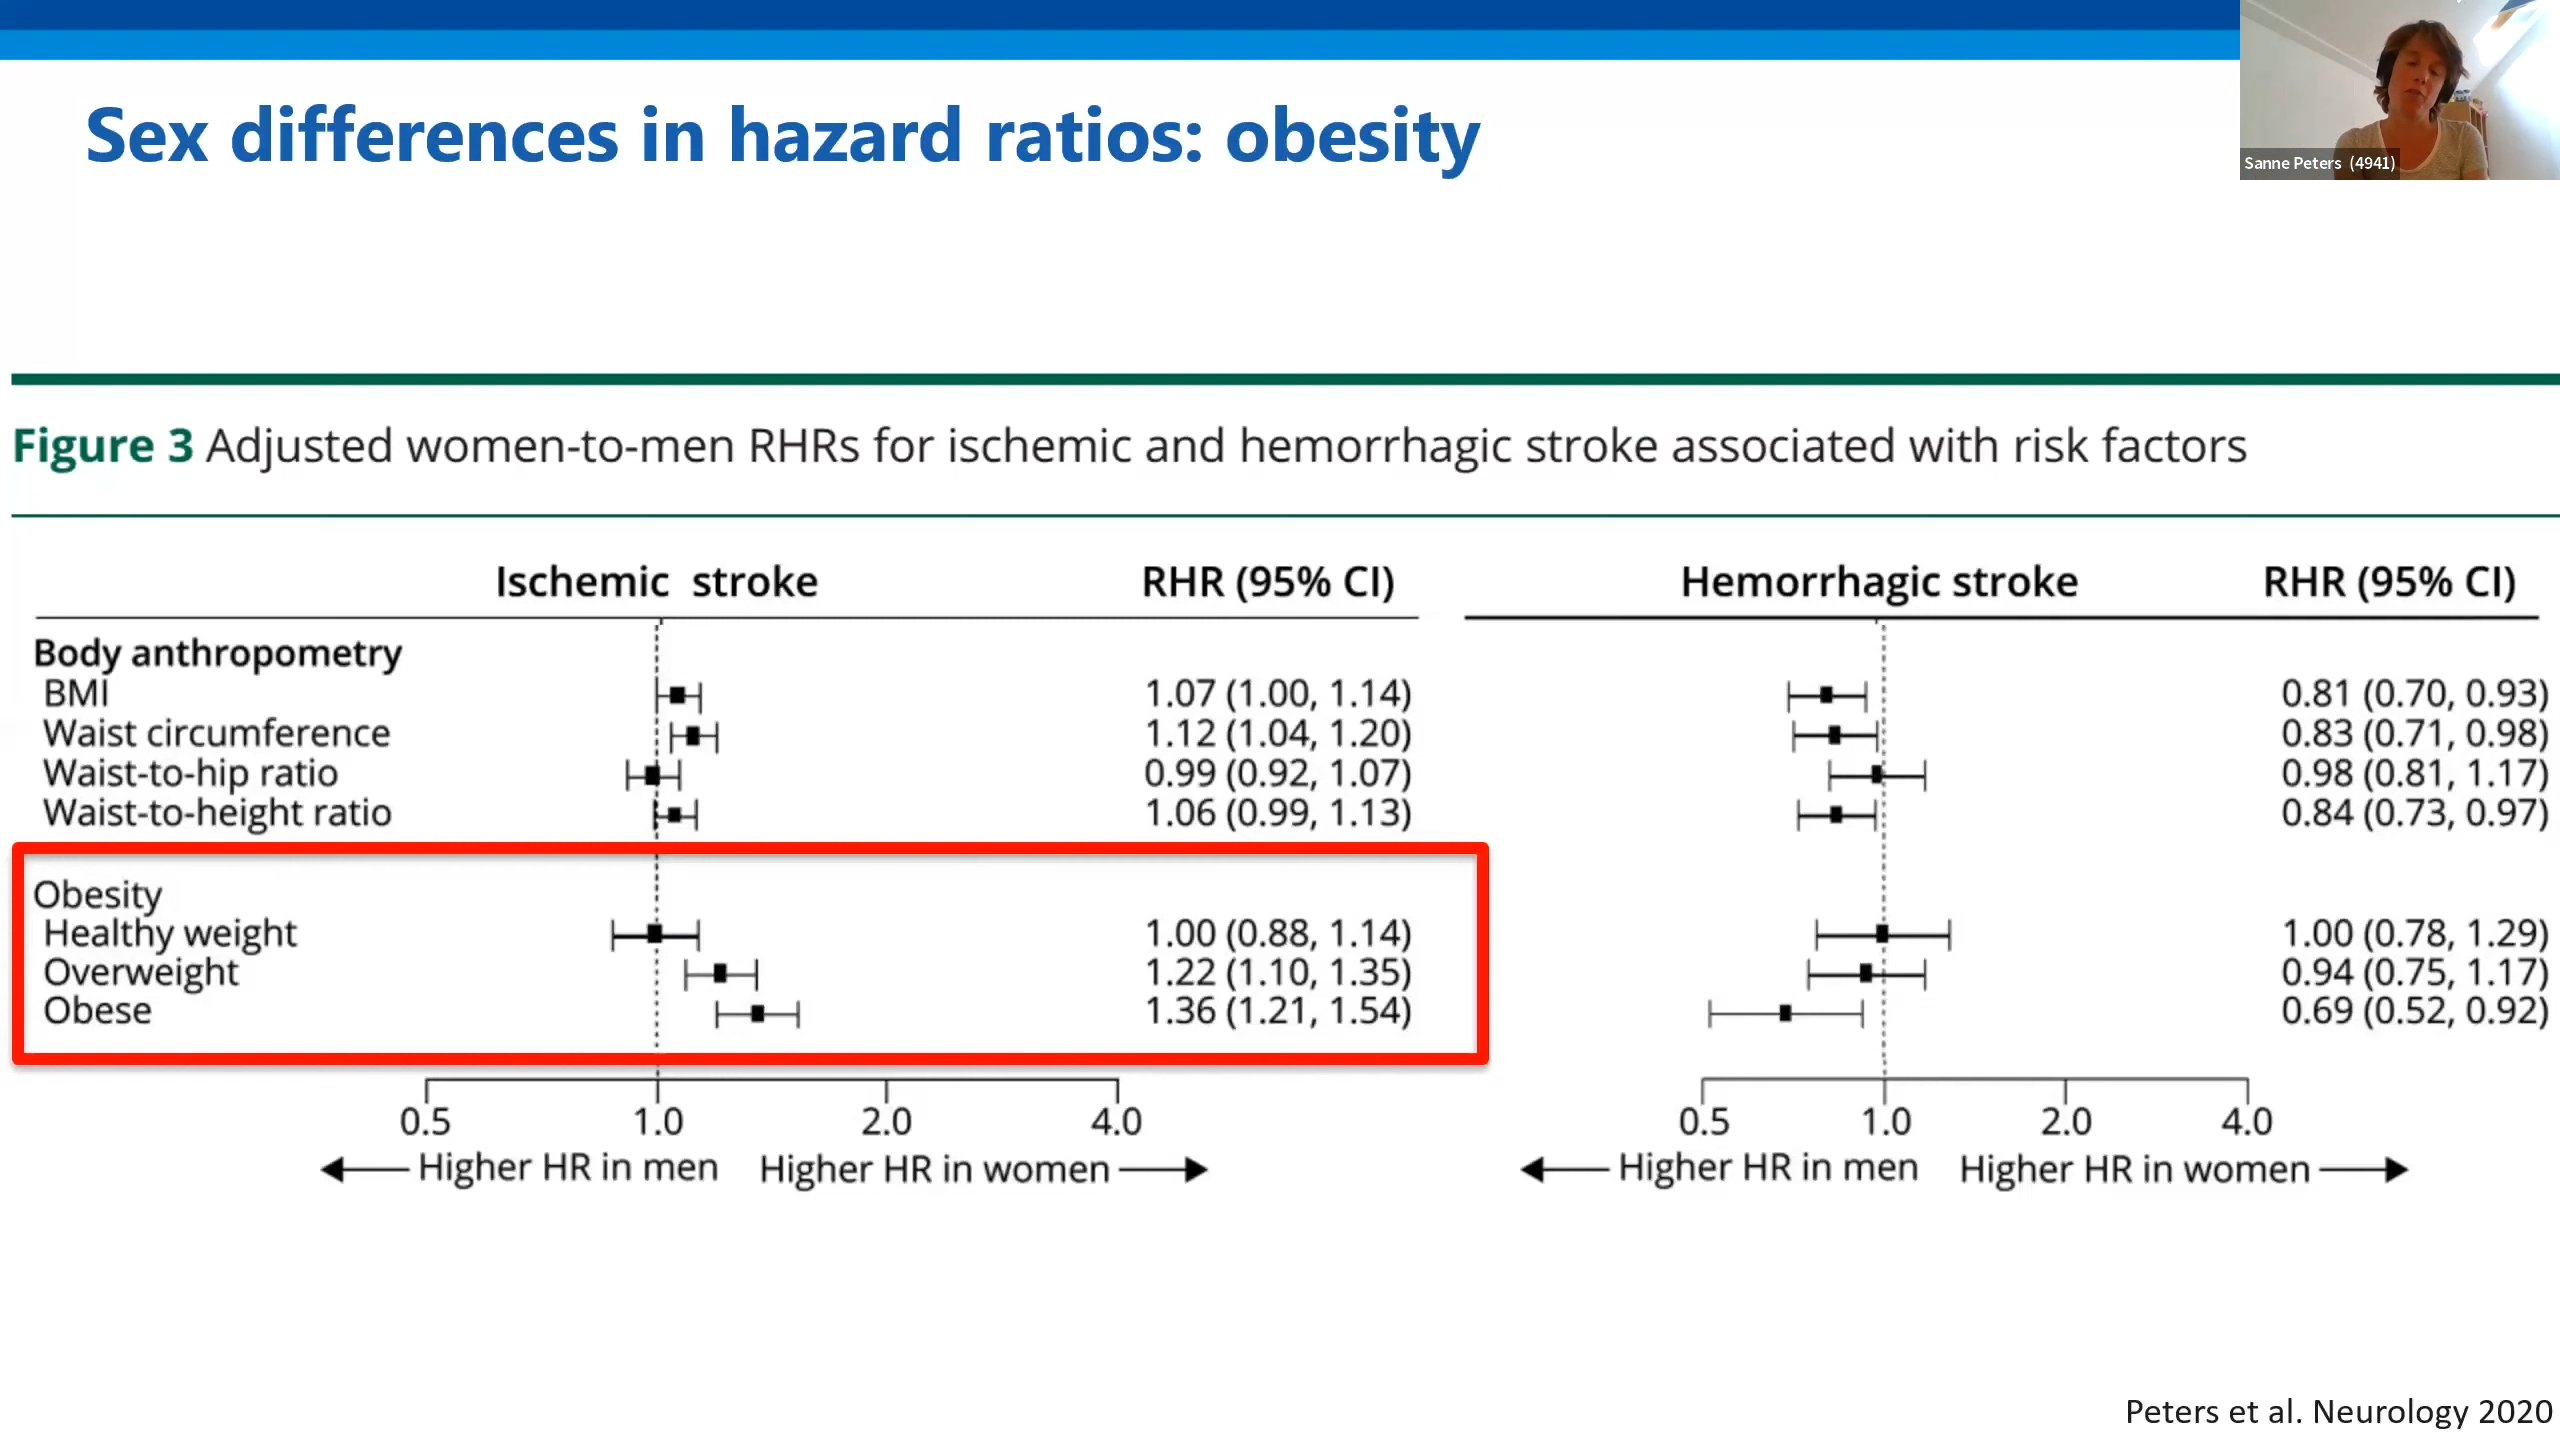 Sex differences in hazard ratios: obesity
Sanne Peters (4941)
Figure 3 Adjusted women-to-men RHRs for ischemic and hemorrhagic stroke associated with risk factors
Ischemic stroke RHR (95% CI) Hemorrhagic stroke RHR (95% CI)
Body anthropometry
BMI 1.07 (1.00, 1.14) 0.81 (0.70, 0.93)
Waist circumference 1.12 (1.04, 1.20) 0.83 (0.71, 0.98)
Waist-to-hip ratio 0.99 (0.92, 1.07) 0.98 (0.81, 1.17)
Waist-to-height ratio 1.06 (0.99, 1.13) 0.84 (0.73, 0.97)
Obesity
Healthy weight 1.00 (0.88, 1.14) 1.00 (0.78, 1.29)
Overweight 1.22 (1.10, 1.35) 0.94 (0.75, 1.17)
Obese 1.36 (1.21, 1.54) 0.69 (0.52, 0.92)
0.5 1.0 2.0 4.0 0.5 1.0 2.0 4.0
Higher HR in men Higher HR in women Higher HR in men Higher HR in women
Peters et al. Neurology 2020